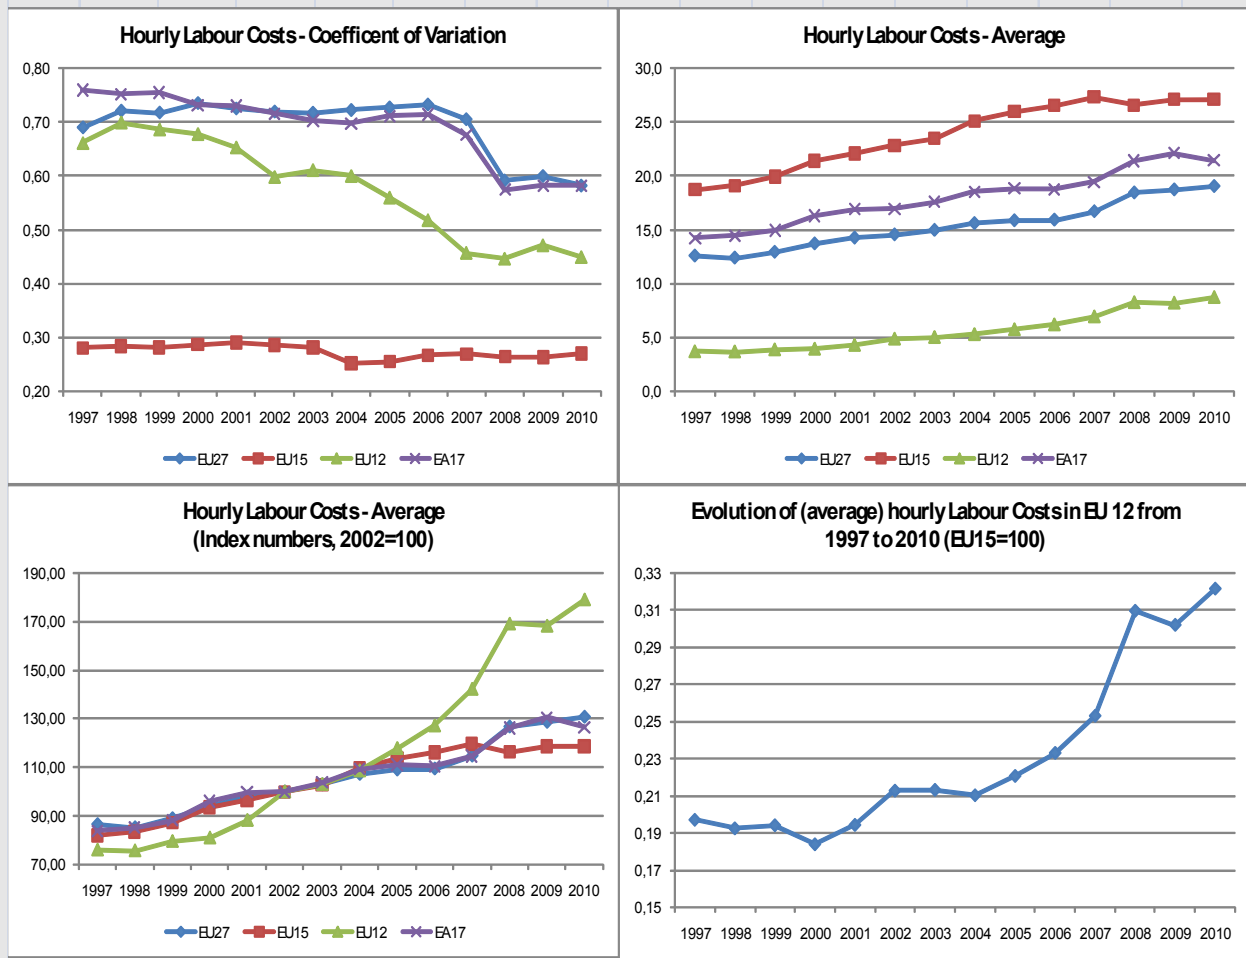 Hourly Labour Costs - Coefficent of Variation
0,80
0,70
0,60
0,50
0,40
0,30
0,20
1997 1998 1999 2000 2001 2002 2003 2004 2005 2006 2007 2008 2009 2010
EU27 EU15 EU12 EA17
Hourly Labour Costs - Average
30,0
25,0
20,0
15,0
10,0
5,0
0,0
1997 1998 1999 2000 2001 2002 2003 2004 2005 2006 2007 2008 2009 2010
EU27 EU15 EU12 EA17
Hourly Labour Costs - Average
(Index numbers, 2002=100)
190,00
170,00
150,00
130,00
110,00
90,00
70,00
1997 1998 1999 2000 2001 2002 2003 2004 2005 2006 2007 2008 2009 2010
EU27 EU15 EU12 EA17
Evolution of (average) hourly Labour Costs in EU 12 from
1997 to 2010 (EU15=100)
0,33
0,31
0,29
0,27
0,25
0,23
0,21
0,19
0,17
0,15
1997 1998 1999 2000 2001 2002 2003 2004 2005 2006 2007 2008 2009 2010